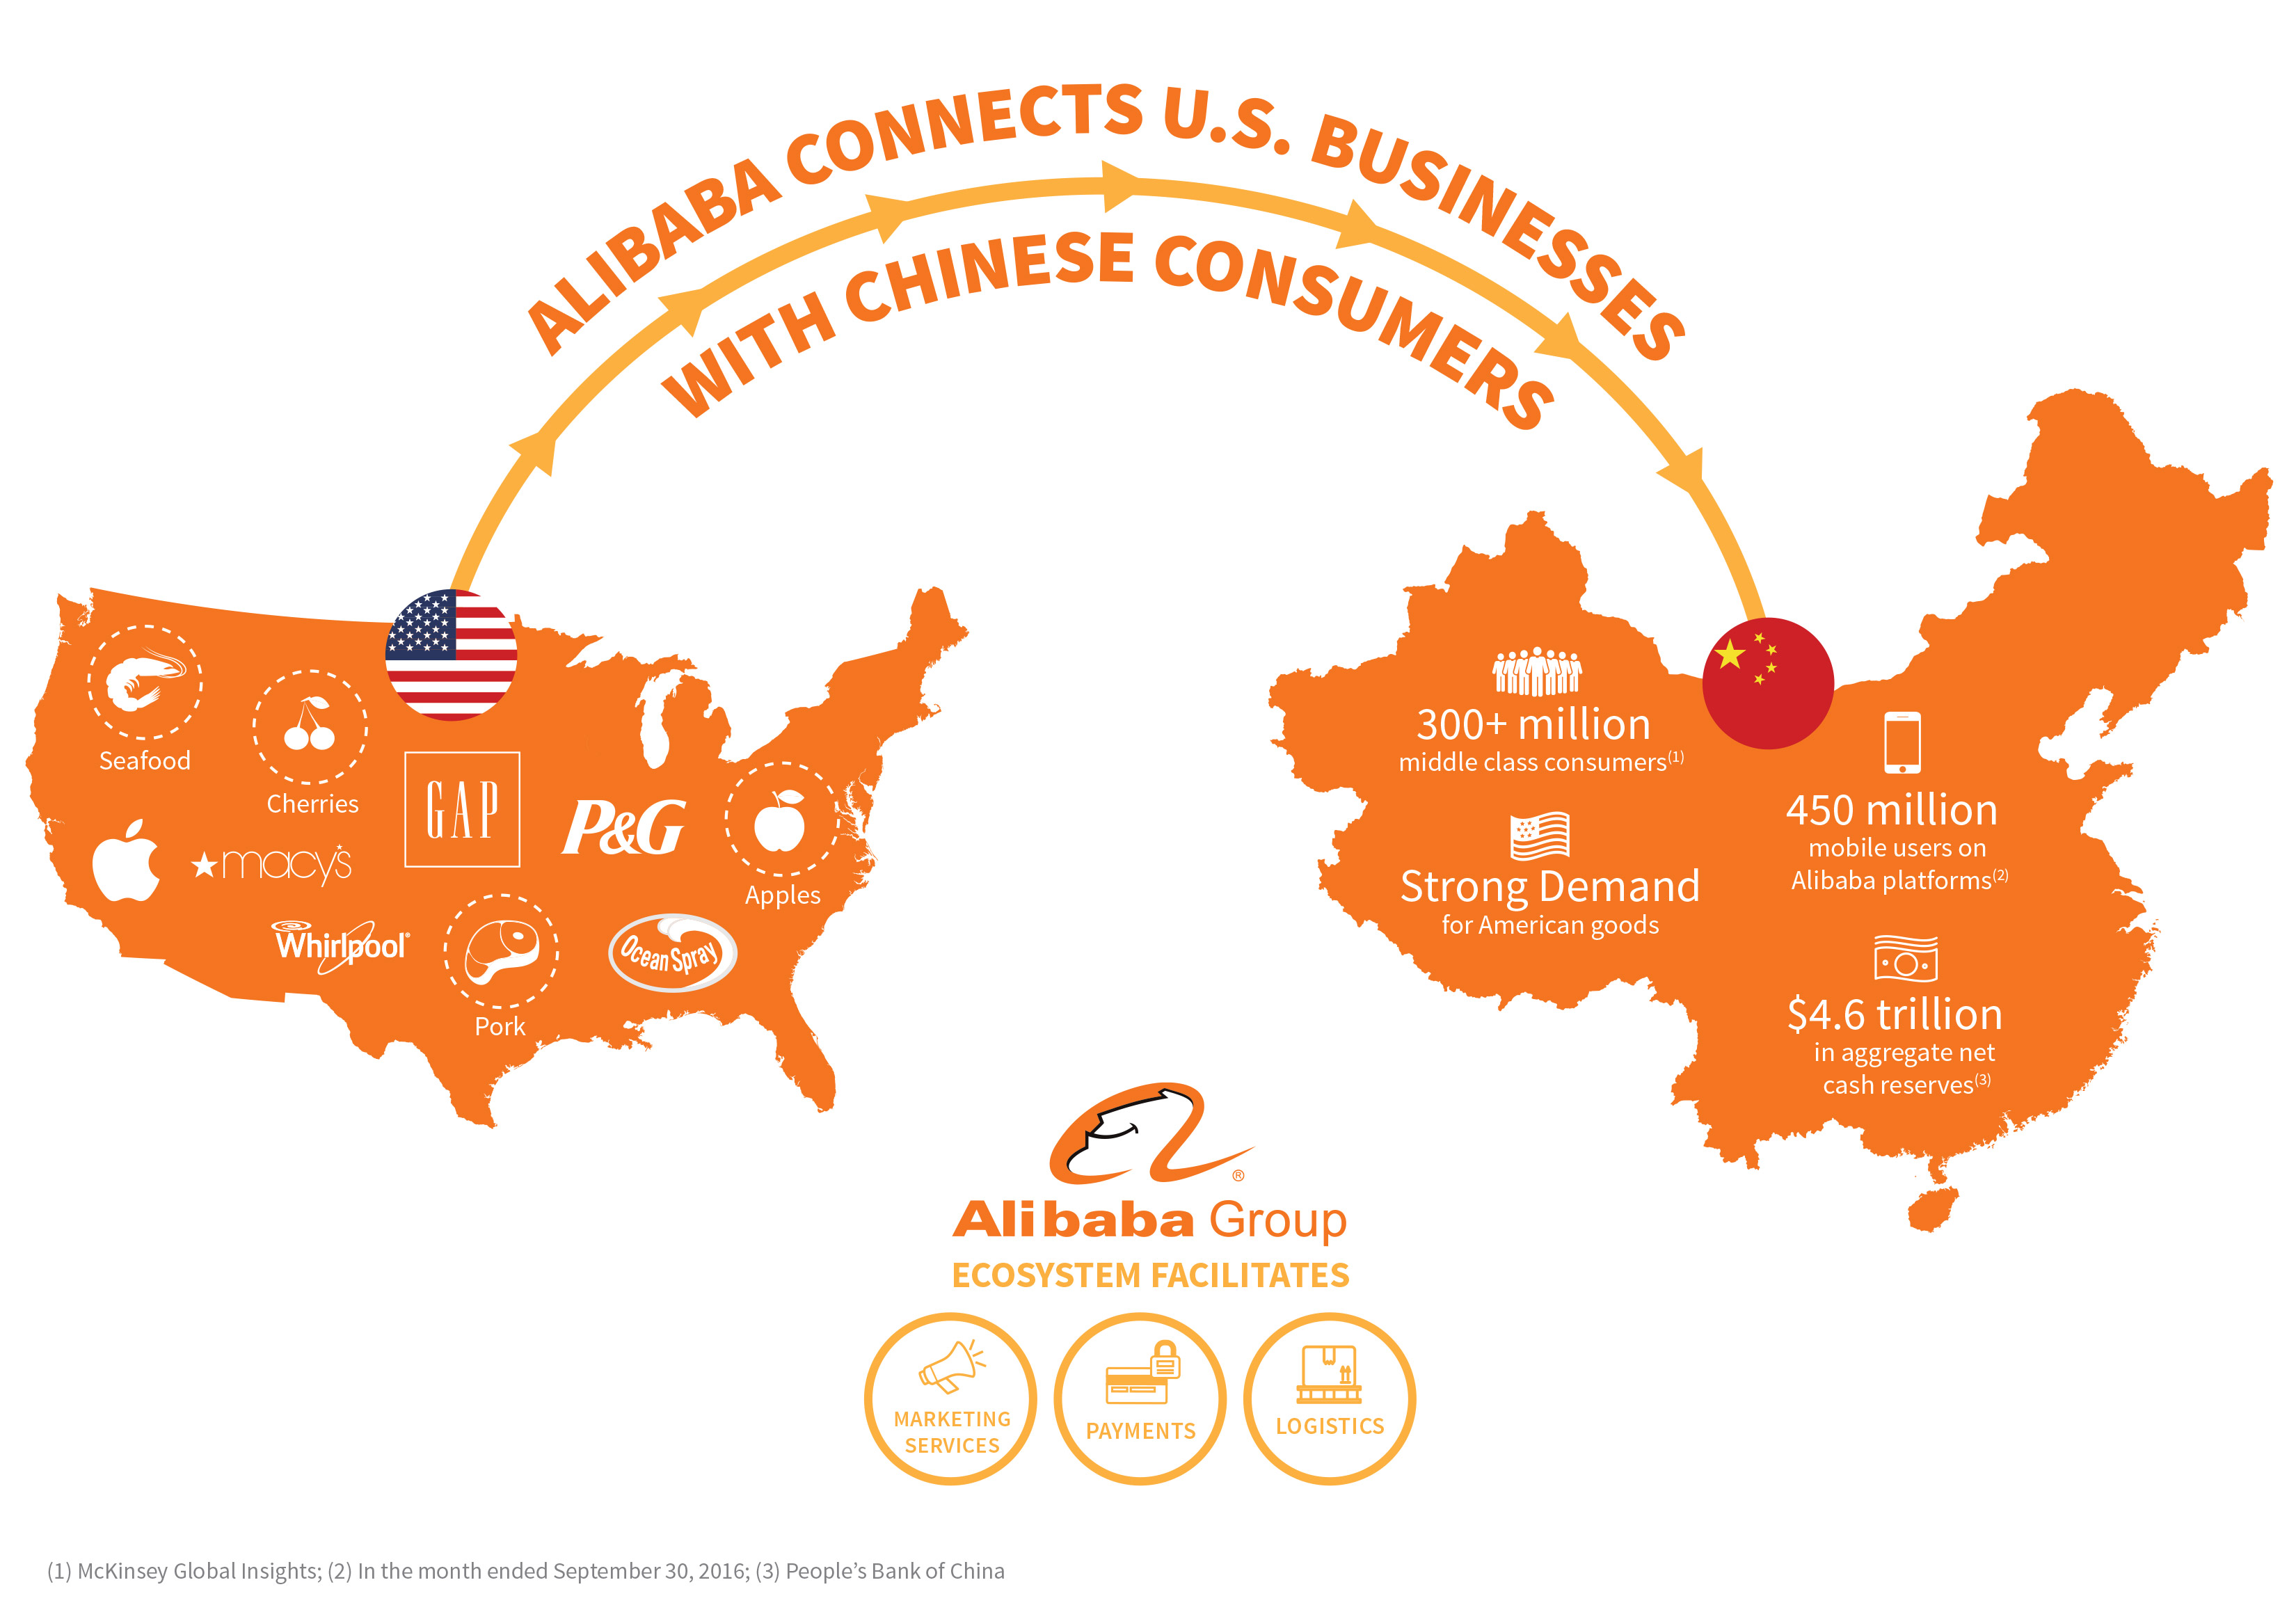 ALIBABA CONNECTS U.S. BUSINESSES
WITH CHINESE CONSUMERS
Seafood
Cherries
GAP
P&G
Apples
★macy's
Whirlpool®
Pork
Ocean Spray
300+ million
middle class consumers(1)
Strong Demand
for American goods
450 million
mobile users on
Alibaba platforms(2)
$4.6 trillion
in aggregate net
cash reserves(3)
®
Alibaba Group
ECOSYSTEM FACILITATES
MARKETING
SERVICES
PAYMENTS
LOGISTICS
(1) McKinsey Global Insights; (2) In the month ended September 30, 2016; (3) People’s Bank of China